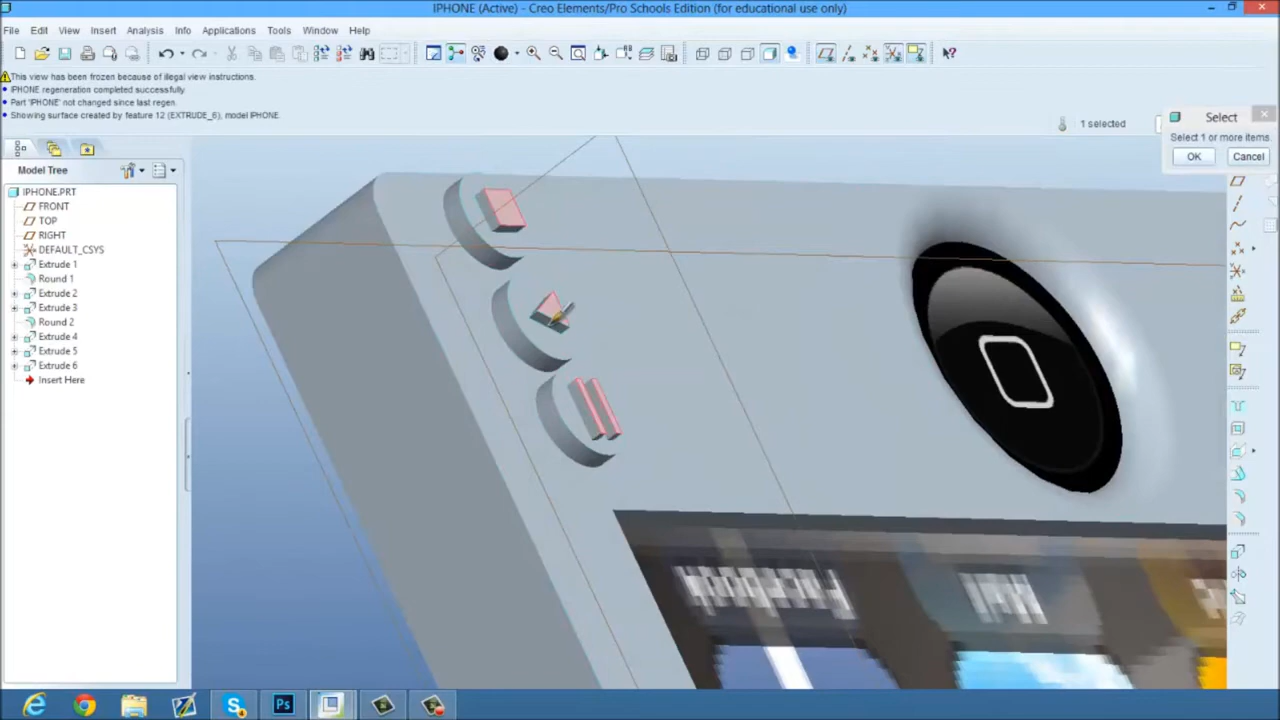 IPHONE (Active) - Creo Elements/Pro Schools Edition (for educational use only)
File Edit View Insert Analysis Info Applications Tools Window Help
This view has been frozen because of illegal view instructions.
IPHONE regeneration completed successfully.
Part 'IPHONE' not changed since last regen.
Showing surface created by feature 12 (EXTRUDE_6), model IPHONE
1 selected
Select
Select 1 or more items.
OK Cancel
Model Tree
IPHONE.PRT
FRONT
TOP
RIGHT
DEFAULT_CSYS
Extrude 1
Round 1
Extrude 2
Extrude 3
Round 2
Extrude 4
Extrude 5
Extrude 6
Insert Here
Ps